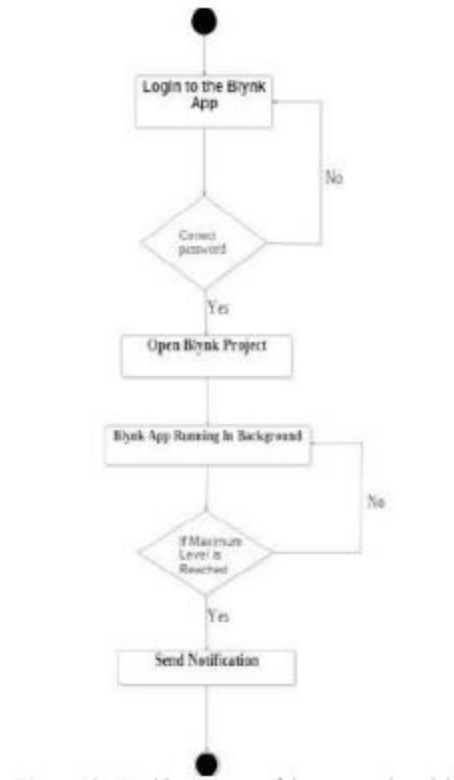 Login to the Blynk
App
No
Correct
password
Yes
Open Blynk Project
Blynk App Running In Background
No
If Maximum
Level is
Reached
Yes
Send Notification